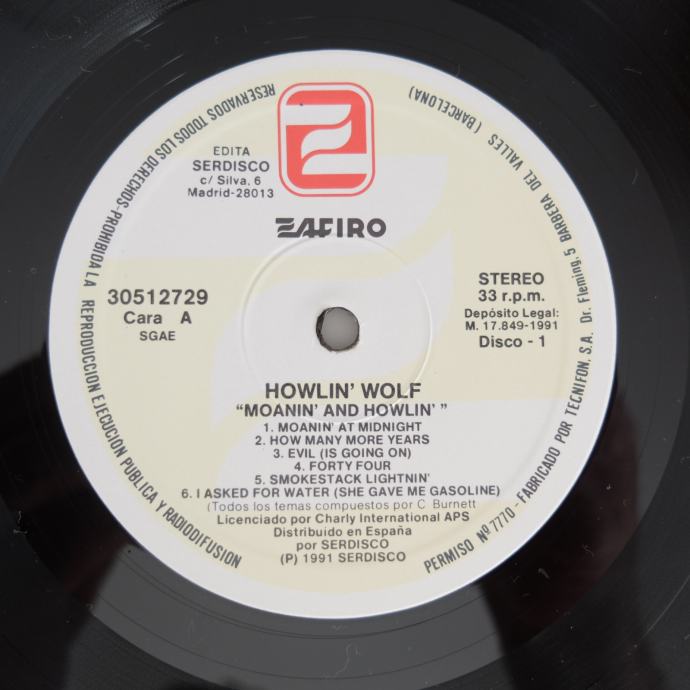 RESERVADOS TODOS LOS DERECHOS-PROHIBIDA LA REPRODUCCION EJECUCION PUBLICA Y RADIODIFUSION
PERMISO Nº 7770-FABRICADO POR TECNIFON, S.A. Dr. Fleming, 5 BARBERA DEL VALLES (BARCELONA)
EDITA
SERDISCO
c/ Silva, 6
Madrid-28013
ZAFIRO
30512729
Cara A
SGAE
STEREO
33 r.p.m.
Depósito Legal:
M. 17.849-1991
Disco - 1
HOWLIN' WOLF
“MOANIN' AND HOWLIN' ”
1. MOANIN' AT MIDNIGHT
2. HOW MANY MORE YEARS
3. EVIL (IS GOING ON)
4. FORTY FOUR
5. SMOKESTACK LIGHTNIN'
6. I ASKED FOR WATER (SHE GAVE ME GASOLINE)
(Todos los temas compuestos por C. Burnett
Licenciado por Charly International APS
Distribuido en España
por SERDISCO
(P) 1991 SERDISCO